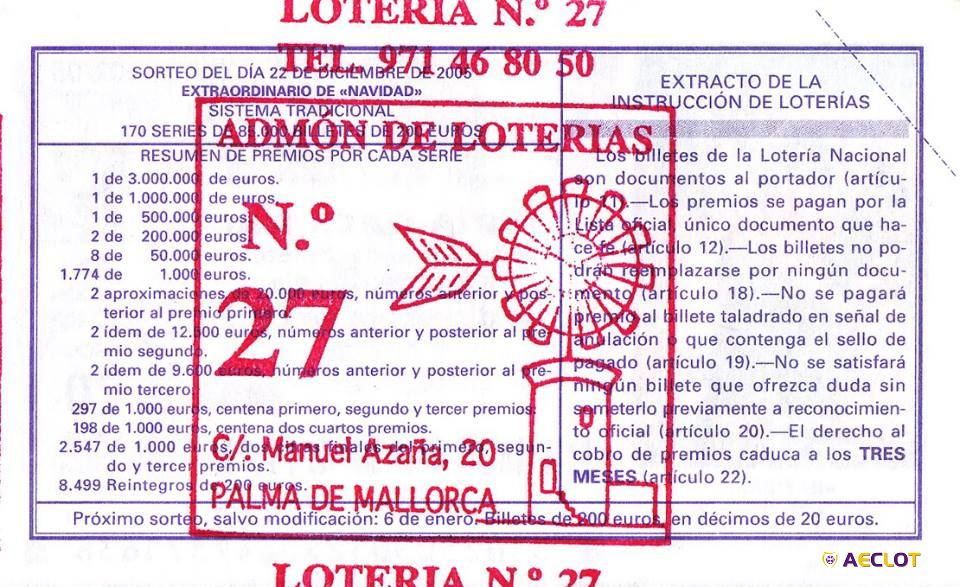 LOTERIA N.º 27
TEL. 971 46 80 50
SORTEO DEL DÍA 22 DE DICIEMBRE DE 2005
EXTRAORDINARIO DE «NAVIDAD»
SISTEMA TRADICIONAL
170 SERIES DE 85.000 BILLETES DE 200 EUROS
RESUMEN DE PREMIOS POR CADA SERIE
1 de 3.000.000 de euros.
1 de 1.000.000 de euros.
1 de 500.000 euros.
2 de 200.000 euros.
8 de 50.000 euros.
1.774 de 1.000 euros.
2 aproximaciones de 20.000 euros, números anterior y pos-
terior al premio primero.
2 ídem de 12.500 euros, números anterior y posterior al pre-
mio segundo.
2 ídem de 9.600 euros, números anterior y posterior al pre-
mio tercero.
297 de 1.000 euros, centena primero, segundo y tercer premios.
198 de 1.000 euros, centena dos cuartos premios.
2.547 de 1.000 euros, dos cifras finales del primero, segun-
do y tercer premios.
8.499 Reintegros de 200 euros.
EXTRACTO DE LA
INSTRUCCIÓN DE LOTERÍAS
Los billetes de la Lotería Nacional
son documentos al portador (artícu-
lo 11).—Los premios se pagan por la
Lista oficial, único documento que ha-
ce fe (artículo 12).—Los billetes no po-
drán reemplazarse por ningún docu-
mento (artículo 18).—No se pagará
premio al billete taladrado en señal de
anulación o que contenga el sello de
pagado (artículo 19).—No se satisfará
ningún billete que ofrezca duda sin
someterlo previamente a reconocimien-
to oficial (artículo 20).—El derecho al
cobro de premios caduca a los TRES
MESES (artículo 22).
Próximo sorteo, salvo modificación: 6 de enero. Billetes de 200 euros, en décimos de 20 euros.
ADMÓN DE LOTERIAS
N.º
27
C/. Manuel Azaña, 20
PALMA DE MALLORCA
LOTERIA N.º 27
AECLOT